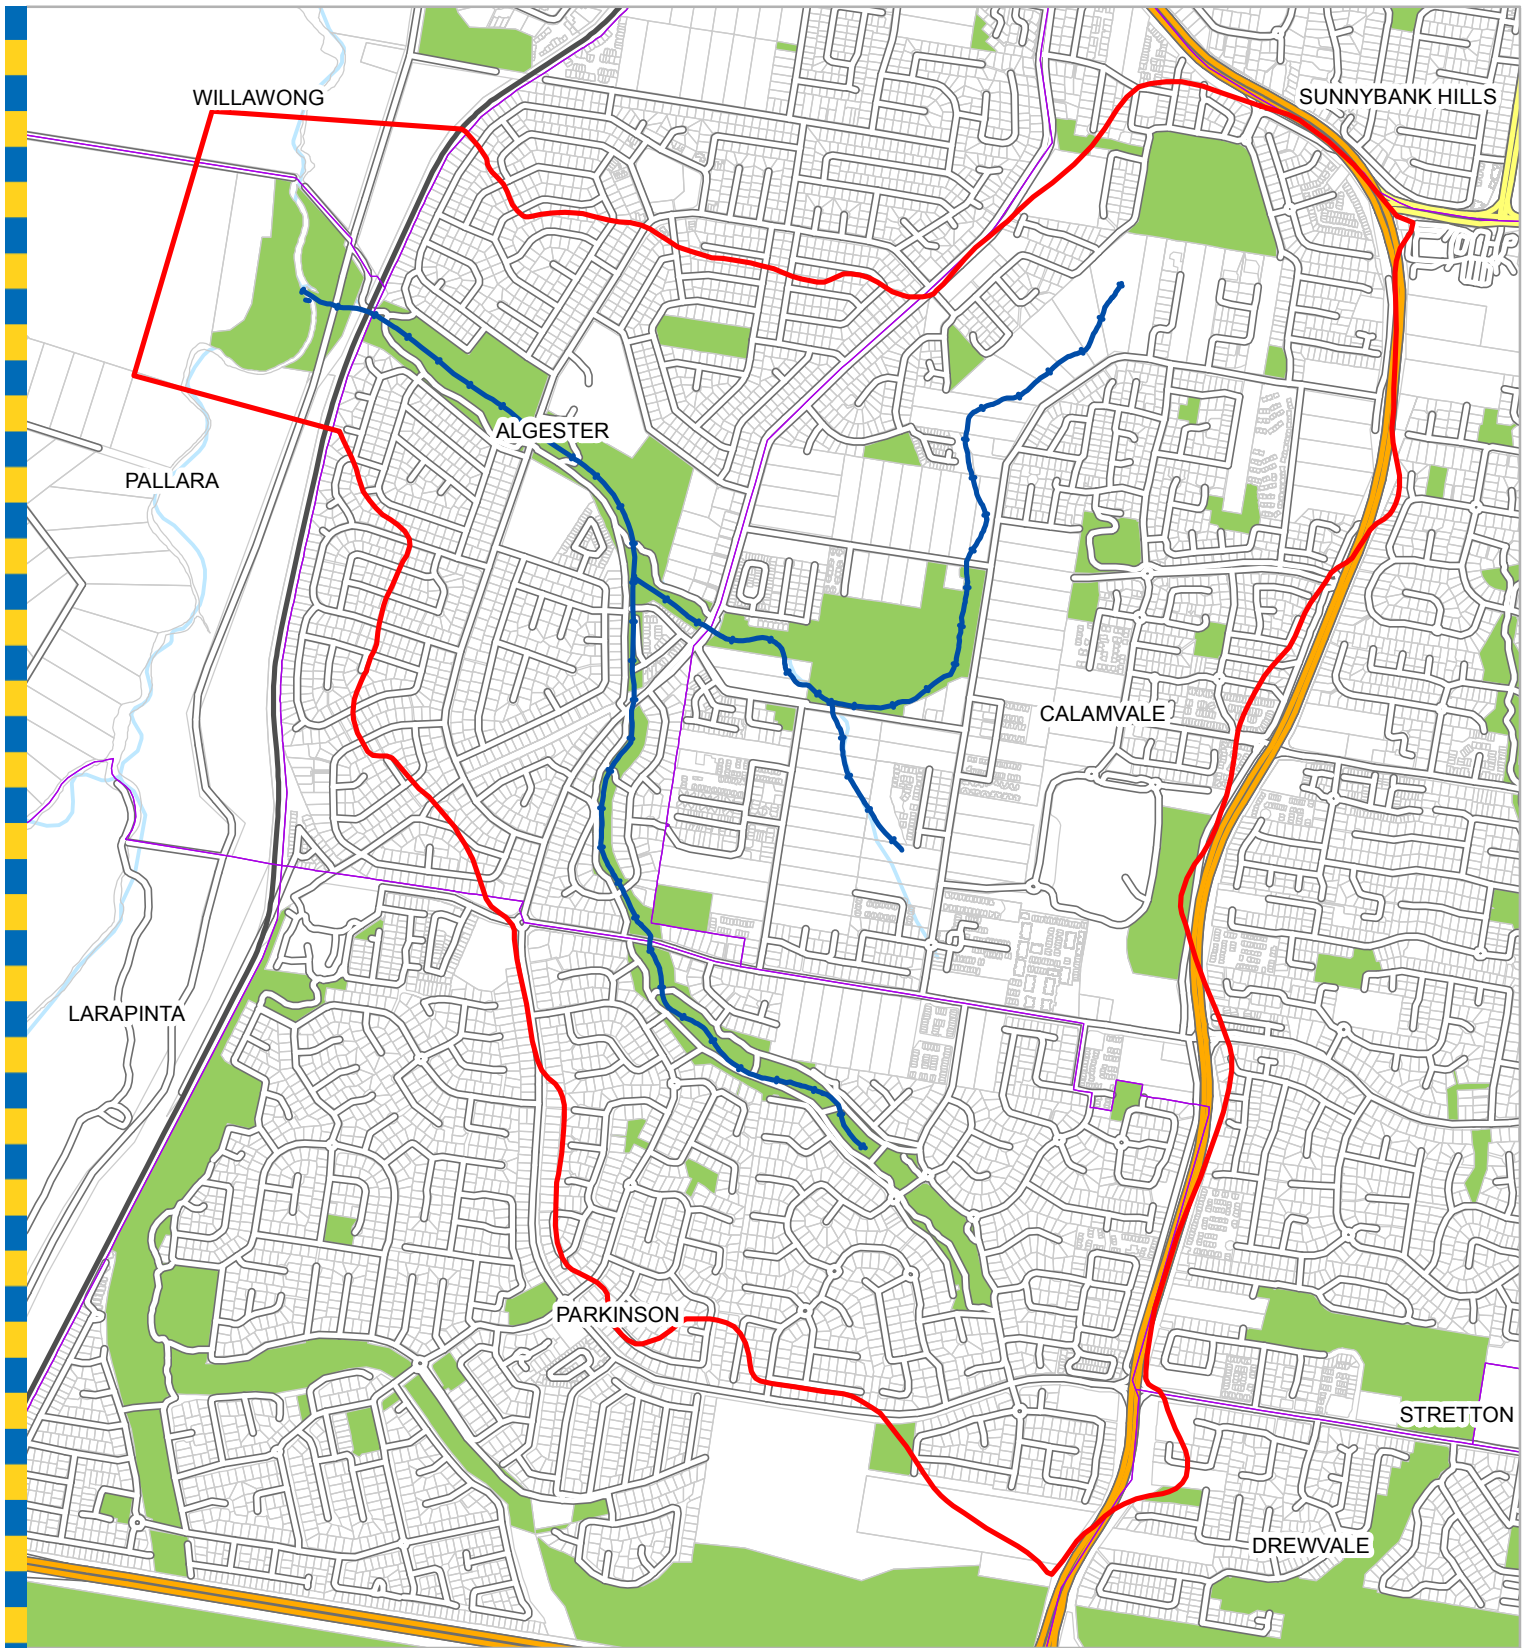 WILLAWONG
SUNNYBANK HILLS
ALGESTER
PALLARA
CALAMVALE
LARAPINTA
PARKINSON
STRETTON
DREWVALE